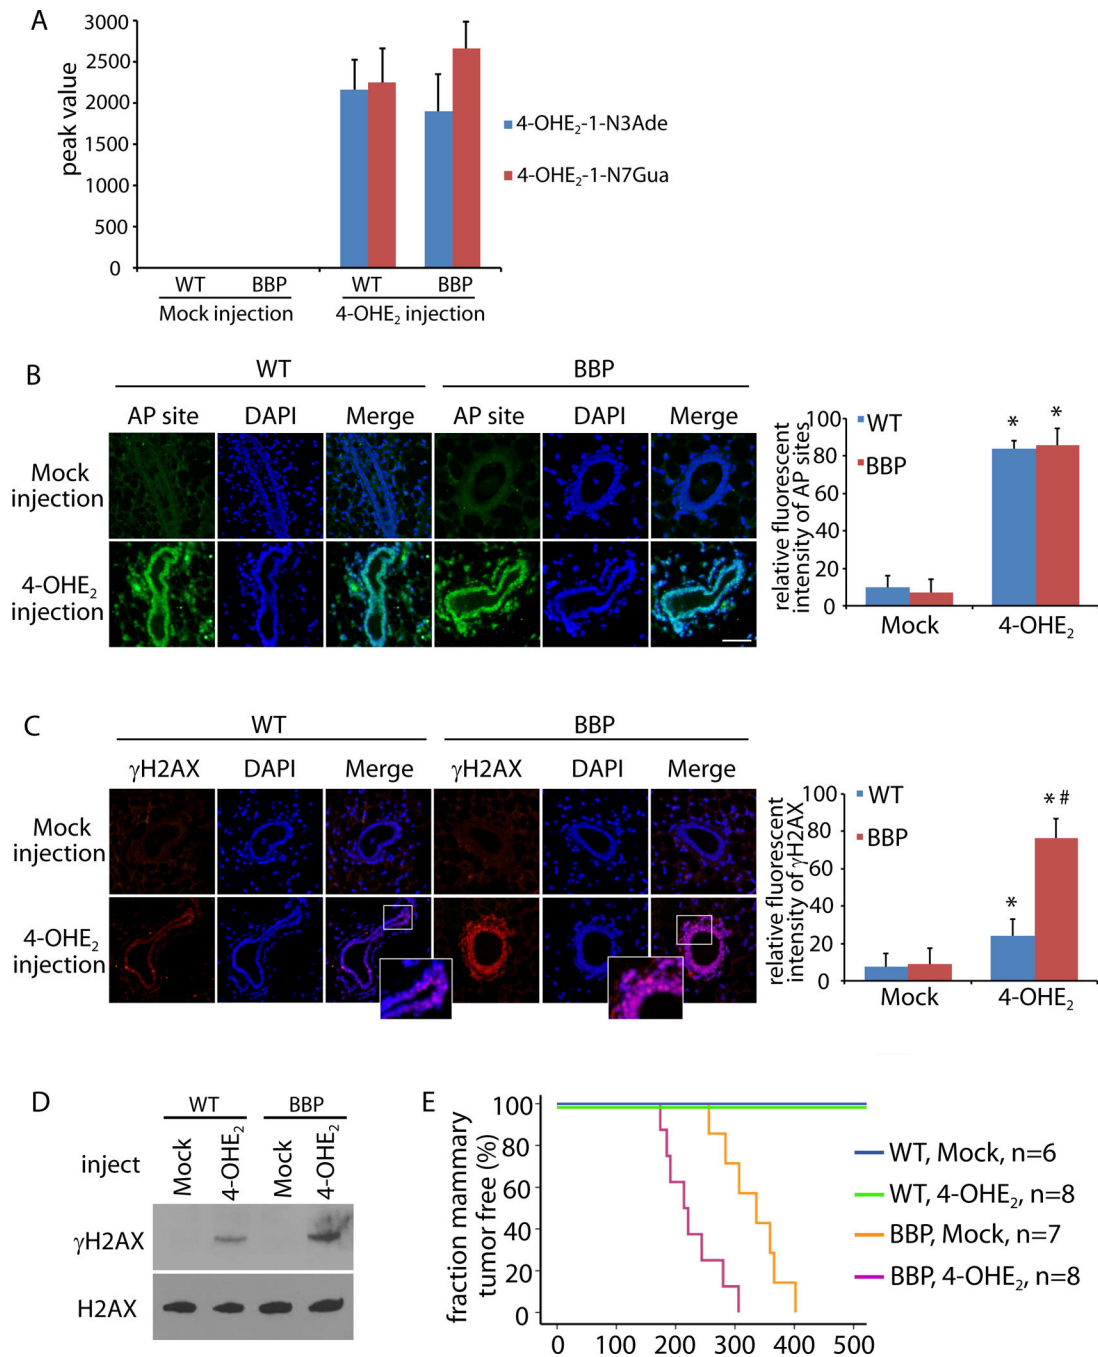 A
3000
2500
2000
1500
1000
500
0
peak value
WT BBP WT BBP
Mock injection 4-OHE₂ injection
4-OHE₂-1-N3Ade
4-OHE₂-1-N7Gua
B
WT BBP
AP site DAPI Merge AP site DAPI Merge
Mock
injection
4-OHE₂
injection
relative fluorescent
intensity of AP sites
100
80
60
40
20
0
WT
BBP
* *
Mock 4-OHE₂
C
WT BBP
γH2AX DAPI Merge γH2AX DAPI Merge
Mock
injection
4-OHE₂
injection
relative fluorescent
intensity of γH2AX
100
80
60
40
20
0
WT
BBP
* * #
Mock 4-OHE₂
D
WT BBP
inject Mock 4-OHE₂ Mock 4-OHE₂
γH2AX
H2AX
E
fraction mammary
tumor free (%)
100
80
60
40
20
0
0 100 200 300 400 500
WT, Mock, n=6
WT, 4-OHE₂, n=8
BBP, Mock, n=7
BBP, 4-OHE₂, n=8